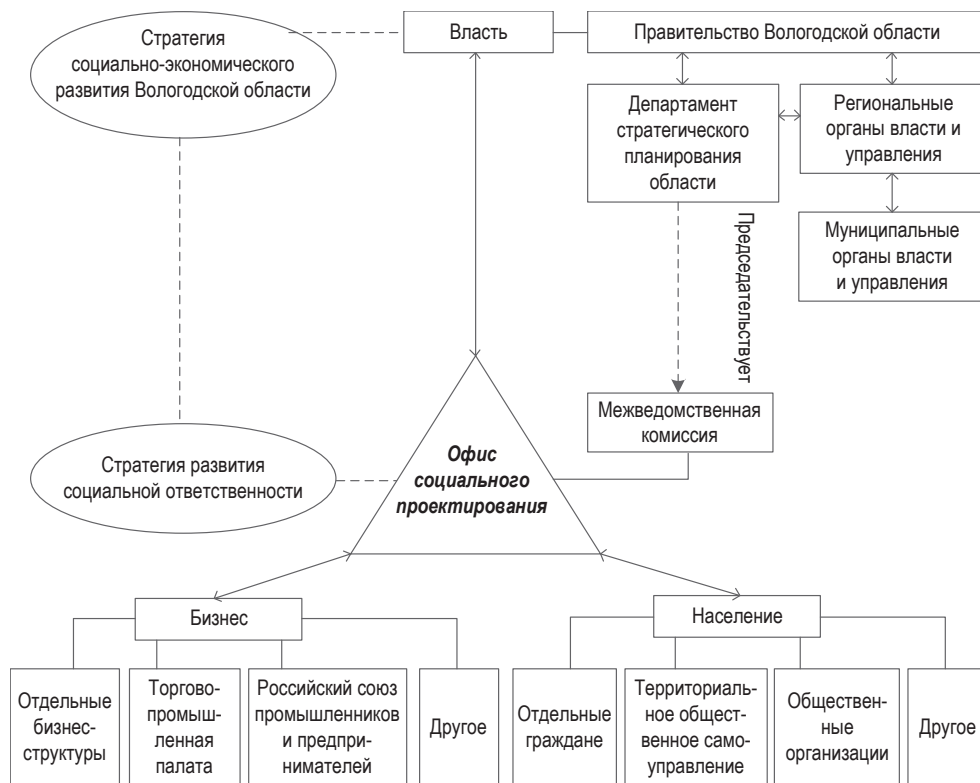 Стратегия
социально-экономического
развития Вологодской области
Власть
Правительство Вологодской области
Департамент
стратегического
планирования
области
Региональные
органы власти и
управления
Муниципальные
органы власти
и управления
Председательствует
Межведомственная
комиссия
Стратегия развития
социальной ответственности
Офис
социального
проектирования
Бизнес
Население
Отдельные
бизнес-
структуры
Торгово-
промыш-
ленная
палата
Российский союз
промышленников
и предпри-
нимателей
Другое
Отдельные
граждане
Территориаль-
ное общест-
венное само-
управление
Обществен-
ные
организации
Другое